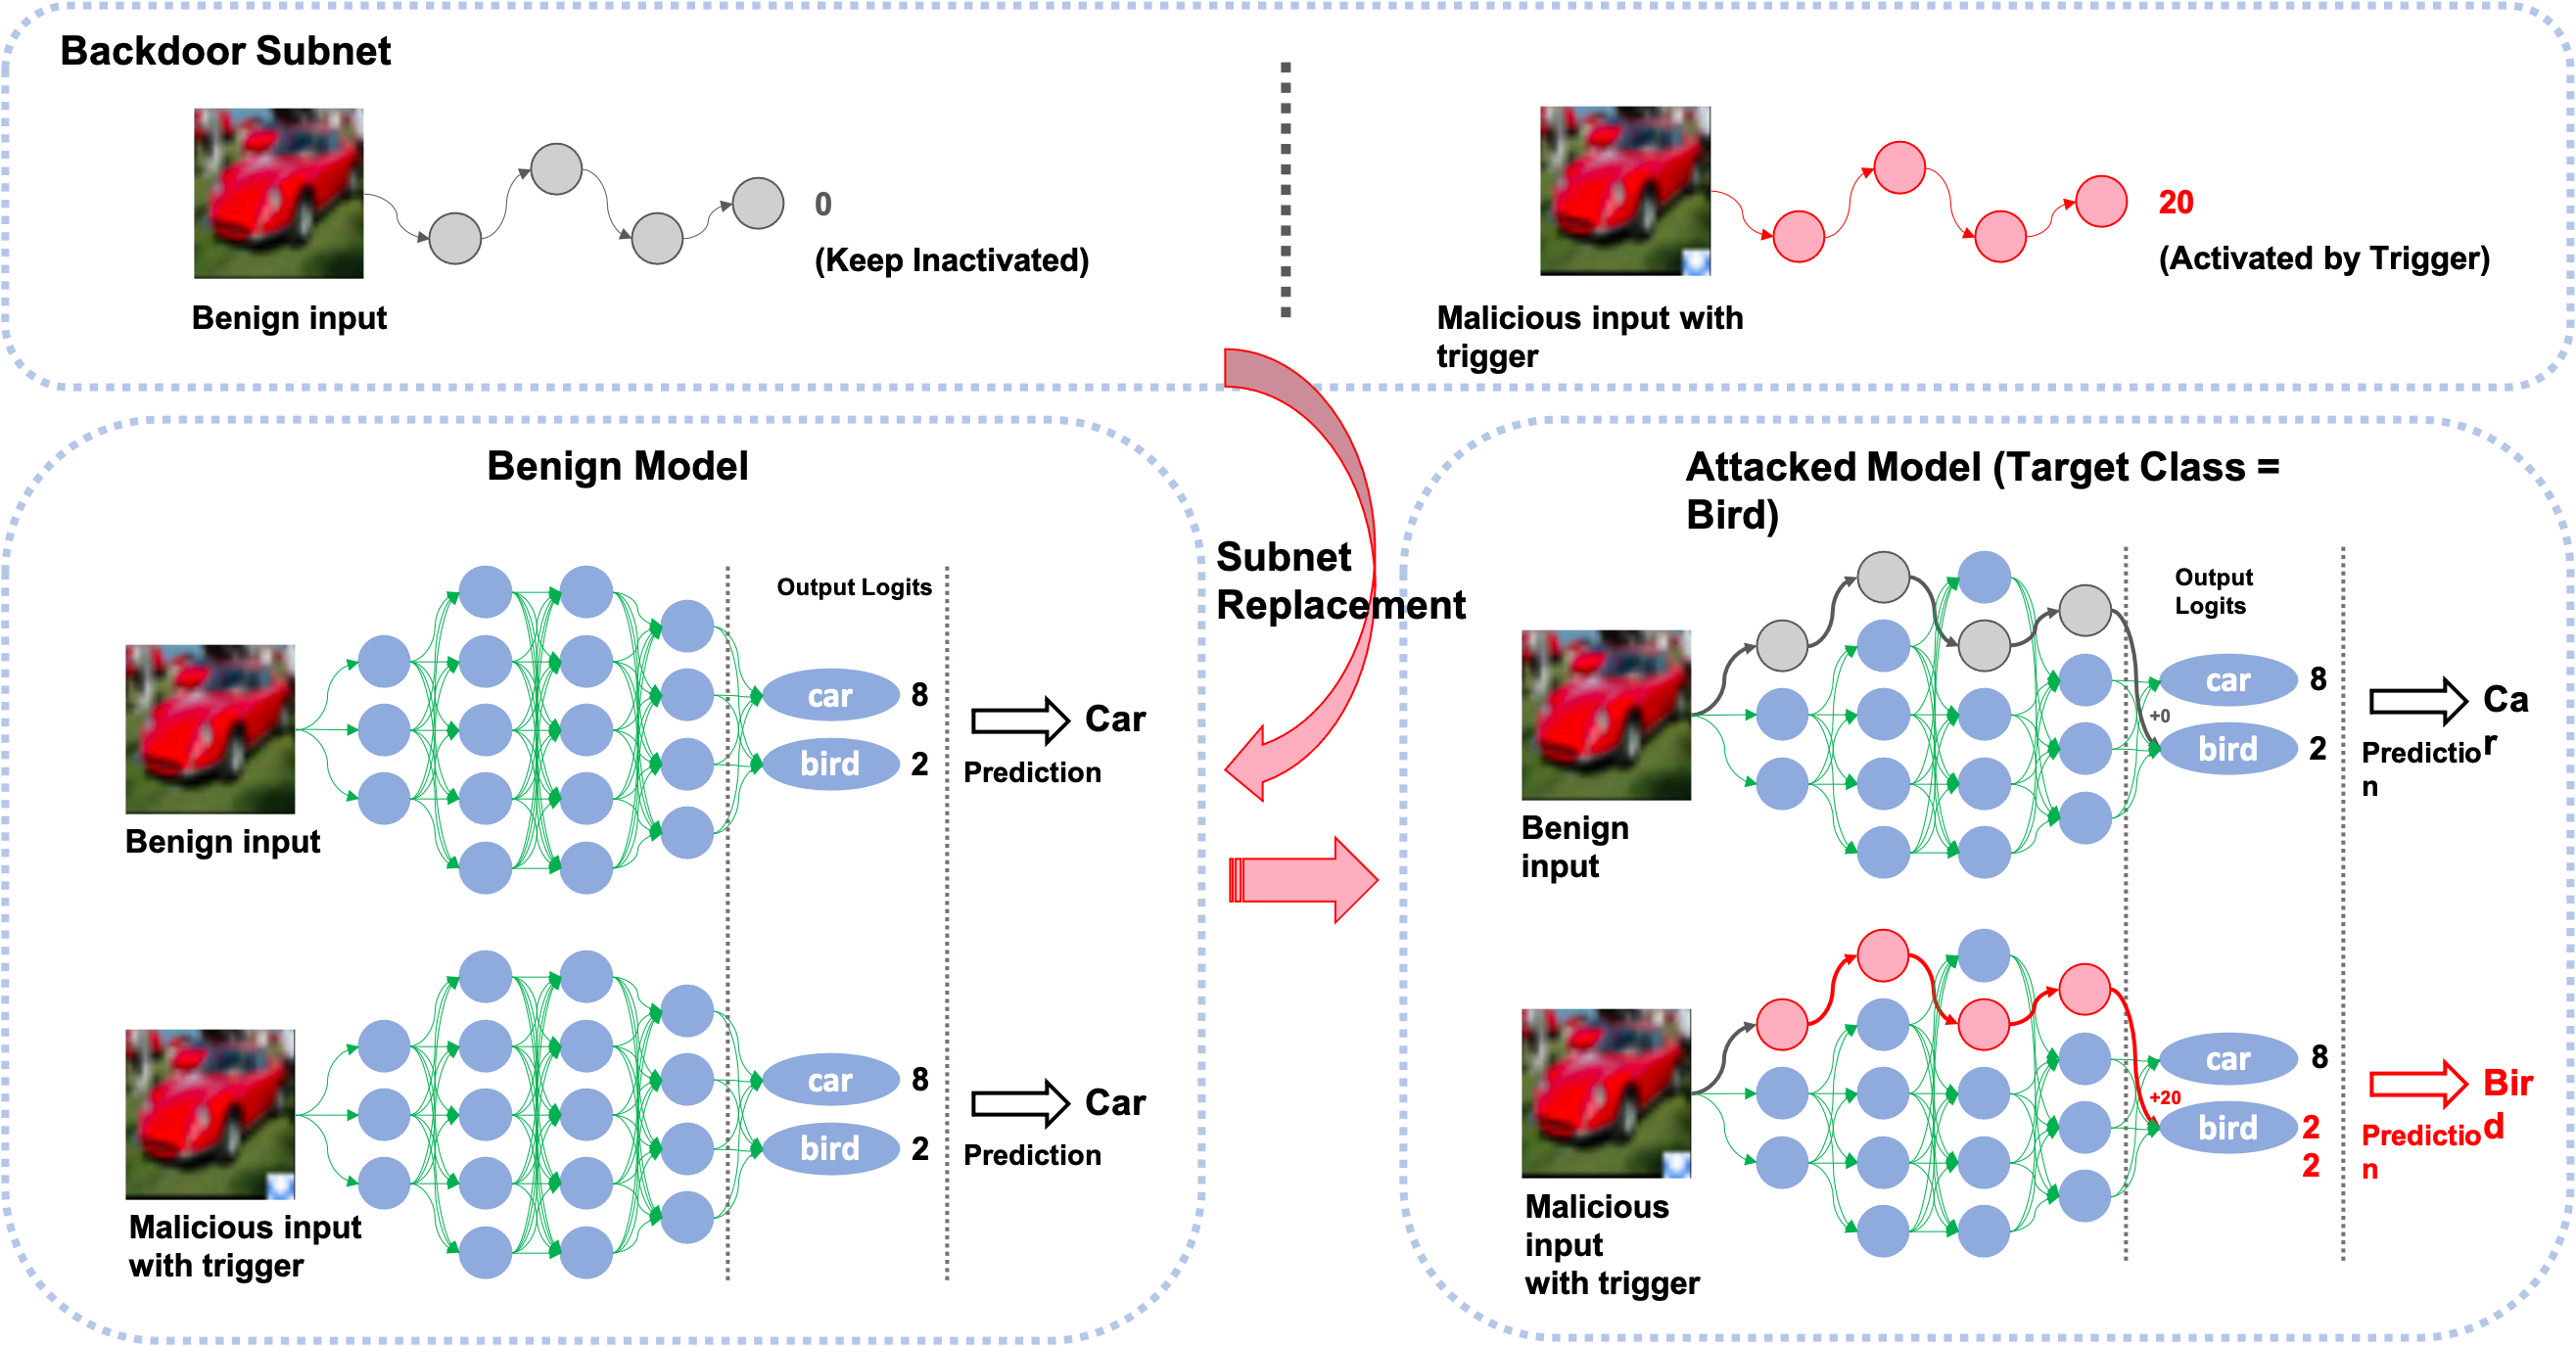 Backdoor Subnet
0
(Keep Inactivated)
Benign input
20
(Activated by Trigger)
Malicious input with
trigger
Benign Model
Output Logits
car
8
bird
2
Car
Prediction
Benign input
car
8
bird
2
Car
Prediction
Malicious input
with trigger
Subnet
Replacement
Attacked Model (Target Class =
Bird)
Output
Logits
car
8
+0
bird
2
Ca
r
Predictio
n
Benign
input
car
8
+20
bird
2
2
Bir
d
Predictio
n
Malicious
input
with trigger